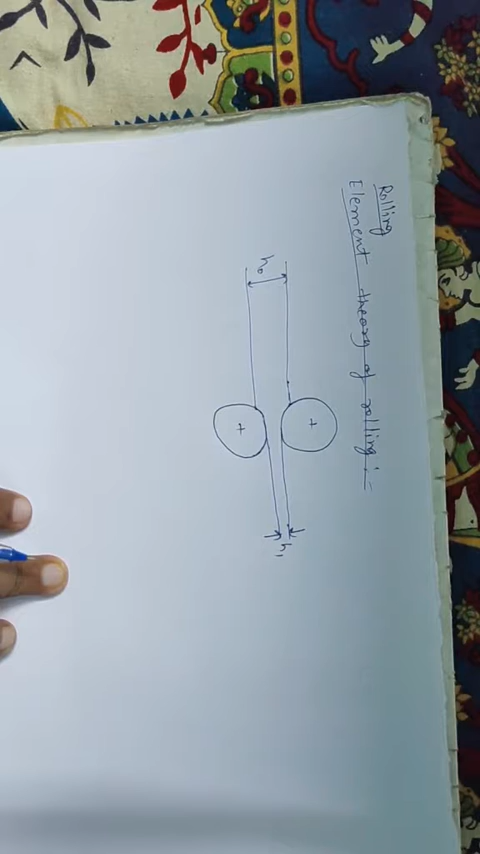 Rolling
Element theory of rolling :-
h₀
h₁